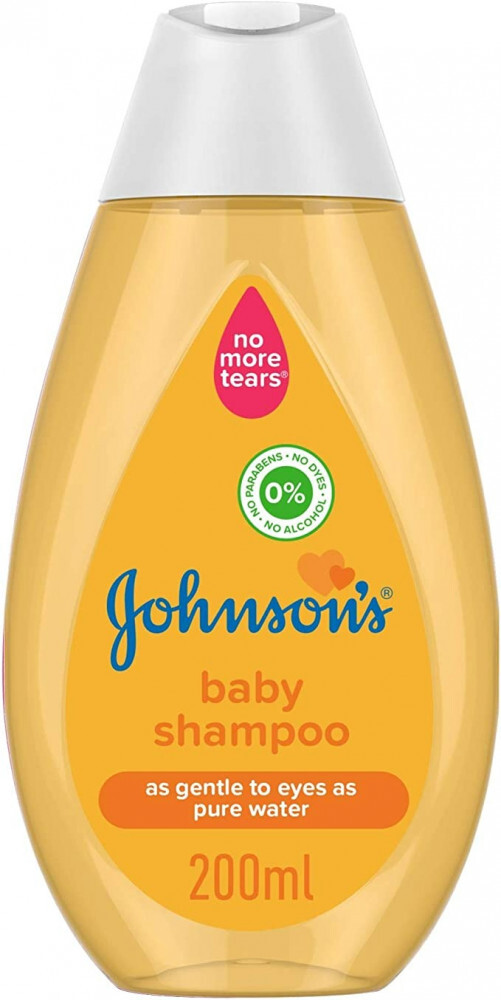 no
more
tears®
NO PARABENS • NO DYES • NO ALCOHOL •
0%
Johnson's®
baby
shampoo
as gentle to eyes as
pure water
200ml